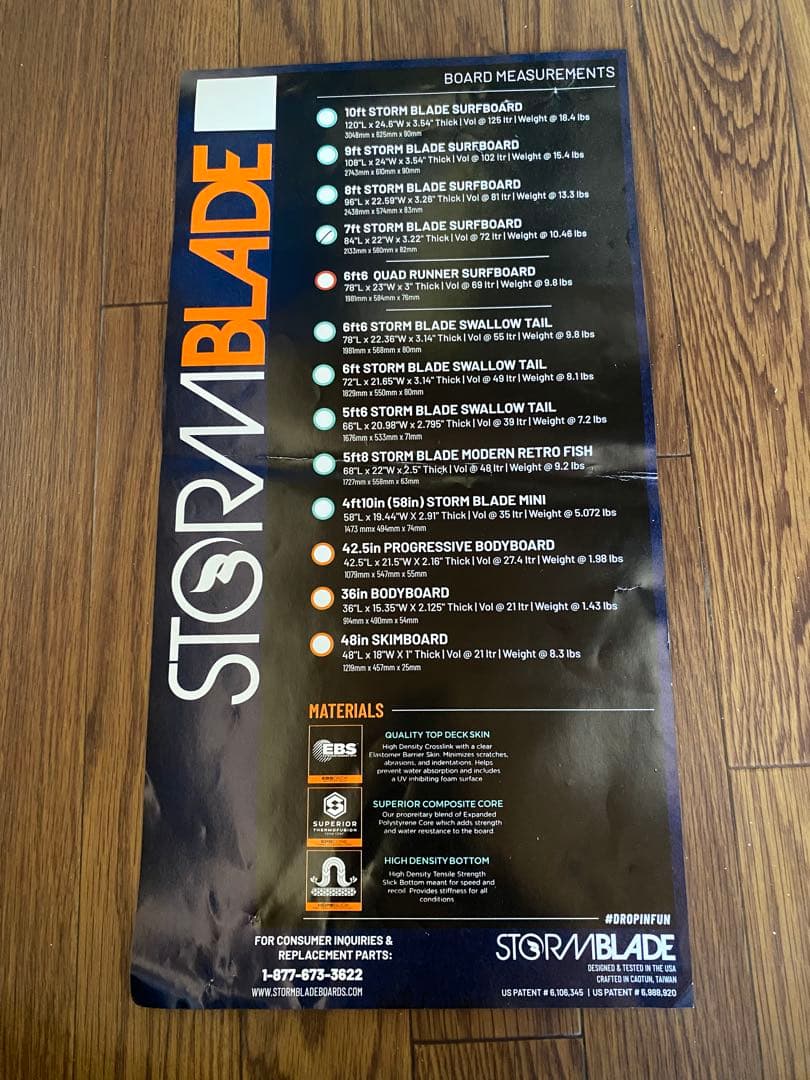 STORMBLADE
BOARD MEASUREMENTS
10ft STORM BLADE SURFBOARD
120"L x 24.6"W x 3.54" Thick | Vol @ 125 ltr | Weight @ 18.4 lbs
3048mm x 625mm x 90mm
9ft STORM BLADE SURFBOARD
108"L x 24"W x 3.54" Thick | Vol @ 102 ltr | Weight @ 15.4 lbs
2743mm x 610mm x 90mm
8ft STORM BLADE SURFBOARD
96"L x 22.59"W x 3.26" Thick | Vol @ 81 ltr | Weight @ 13.3 lbs
2438mm x 574mm x 83mm
7ft STORM BLADE SURFBOARD
84"L x 22"W x 3.22" Thick | Vol @ 72 ltr | Weight @ 10.46 lbs
2133mm x 560mm x 82mm
6ft6 QUAD RUNNER SURFBOARD
78"L x 23"W x 3" Thick | Vol @ 69 ltr | Weight @ 9.8 lbs
1981mm x 584mm x 76mm
6ft6 STORM BLADE SWALLOW TAIL
78"L x 22.36"W x 3.14" Thick | Vol @ 55 ltr | Weight @ 9.8 lbs
1981mm x 568mm x 80mm
6ft STORM BLADE SWALLOW TAIL
72"L x 21.65"W x 3.14" Thick | Vol @ 49 ltr | Weight @ 8.1 lbs
1829mm x 550mm x 80mm
5ft6 STORM BLADE SWALLOW TAIL
66"L x 20.98"W x 2.795" Thick | Vol @ 39 ltr | Weight @ 7.2 lbs
1676mm x 533mm x 71mm
5ft8 STORM BLADE MODERN RETRO FISH
68"L x 22"W x 2.5" Thick | Vol @ 48 ltr | Weight @ 9.2 lbs
1727mm x 558mm x 63mm
4ft10in (58in) STORM BLADE MINI
58"L x 19.44"W X 2.91" Thick | Vol @ 35 ltr | Weight @ 5.072 lbs
1473 mmx 494mm x 74mm
42.5in PROGRESSIVE BODYBOARD
42.5"L x 21.5"W X 2.16" Thick | Vol @ 27.4 ltr | Weight @ 1.98 lbs
1079mm x 547mm x 55mm
36in BODYBOARD
36"L x 15.35"W X 2.125" Thick | Vol @ 21 ltr | Weight @ 1.43 lbs
914mm x 490mm x 54mm
48in SKIMBOARD
48"L x 18"W X 1" Thick | Vol @ 21 ltr | Weight @ 8.3 lbs
1219mm x 457mm x 25mm
MATERIALS
EBS
QUALITY TOP DECK SKIN
High Density Crosslink with a clear
Elastomer Barrier Skin. Minimizes scratches,
abrasions, and indentations. Helps
prevent water absorption and includes
a UV inhibiting foam surface
SUPERIOR
THERMOFUSION
SUPERIOR COMPOSITE CORE
Our propreitary blend of Expanded
Polystyrene Core which adds strength
and water resistance to the board
HIGH DENSITY BOTTOM
High Density Tensile Strength
Slick Bottom meant for speed and
recoil. Provides stiffness for all
conditions
#DROPINFUN
FOR CONSUMER INQUIRIES &
REPLACEMENT PARTS:
1-877-673-3622
WWW.STORMBLADEBOARDS.COM
STORMBLADE
DESIGNED & TESTED IN THE USA
CRAFTED IN CAOTUN, TAIWAN
US PATENT # 6,106,345 | US PATENT # 6,988,920